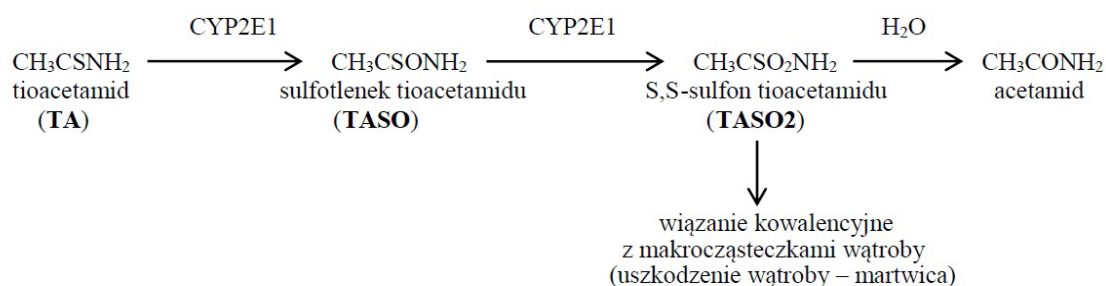 CYP2E1 CYP2E1 H₂O
CH₃CSNH₂ CH₃CSONH₂ CH₃CSO₂NH₂ CH₃CONH₂
tioacetamid sulfotlenek tioacetamidu S,S-sulfon tioacetamidu acetamid
(TA) (TASO) (TASO2)
wiązanie kowalencyjne
z makrocząsteczkami wątroby
(uszkodzenie wątroby – martwica)